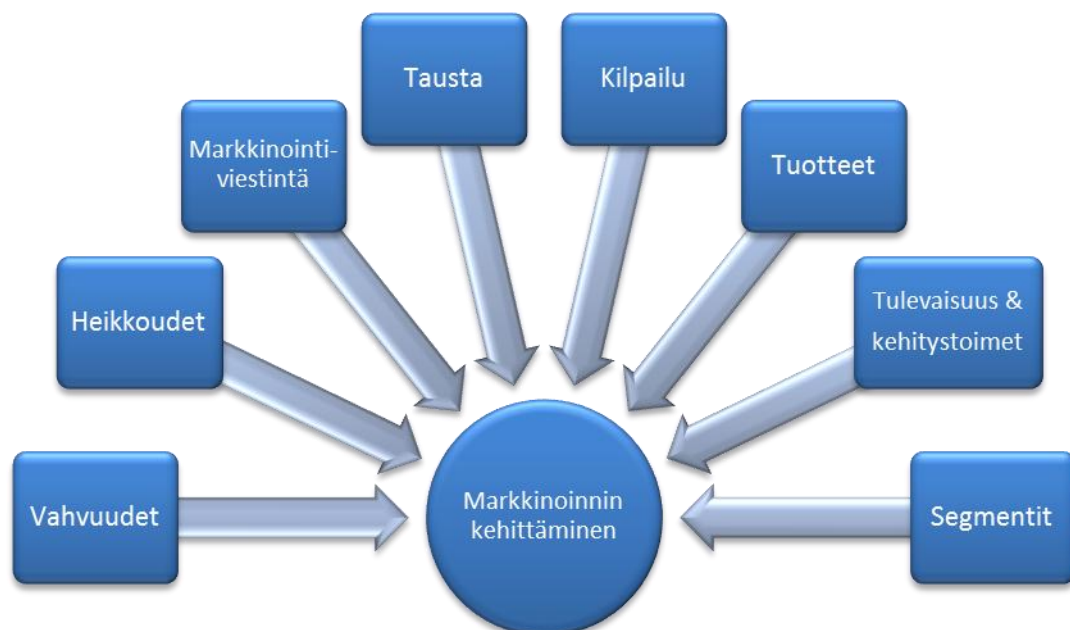 Tausta
Kilpailu
Markkinointi-
viestintä
Tuotteet
Heikkoudet
Tulevaisuus &
kehitystoimet
Vahvuudet
Markkinoinnin
kehittäminen
Segmentit